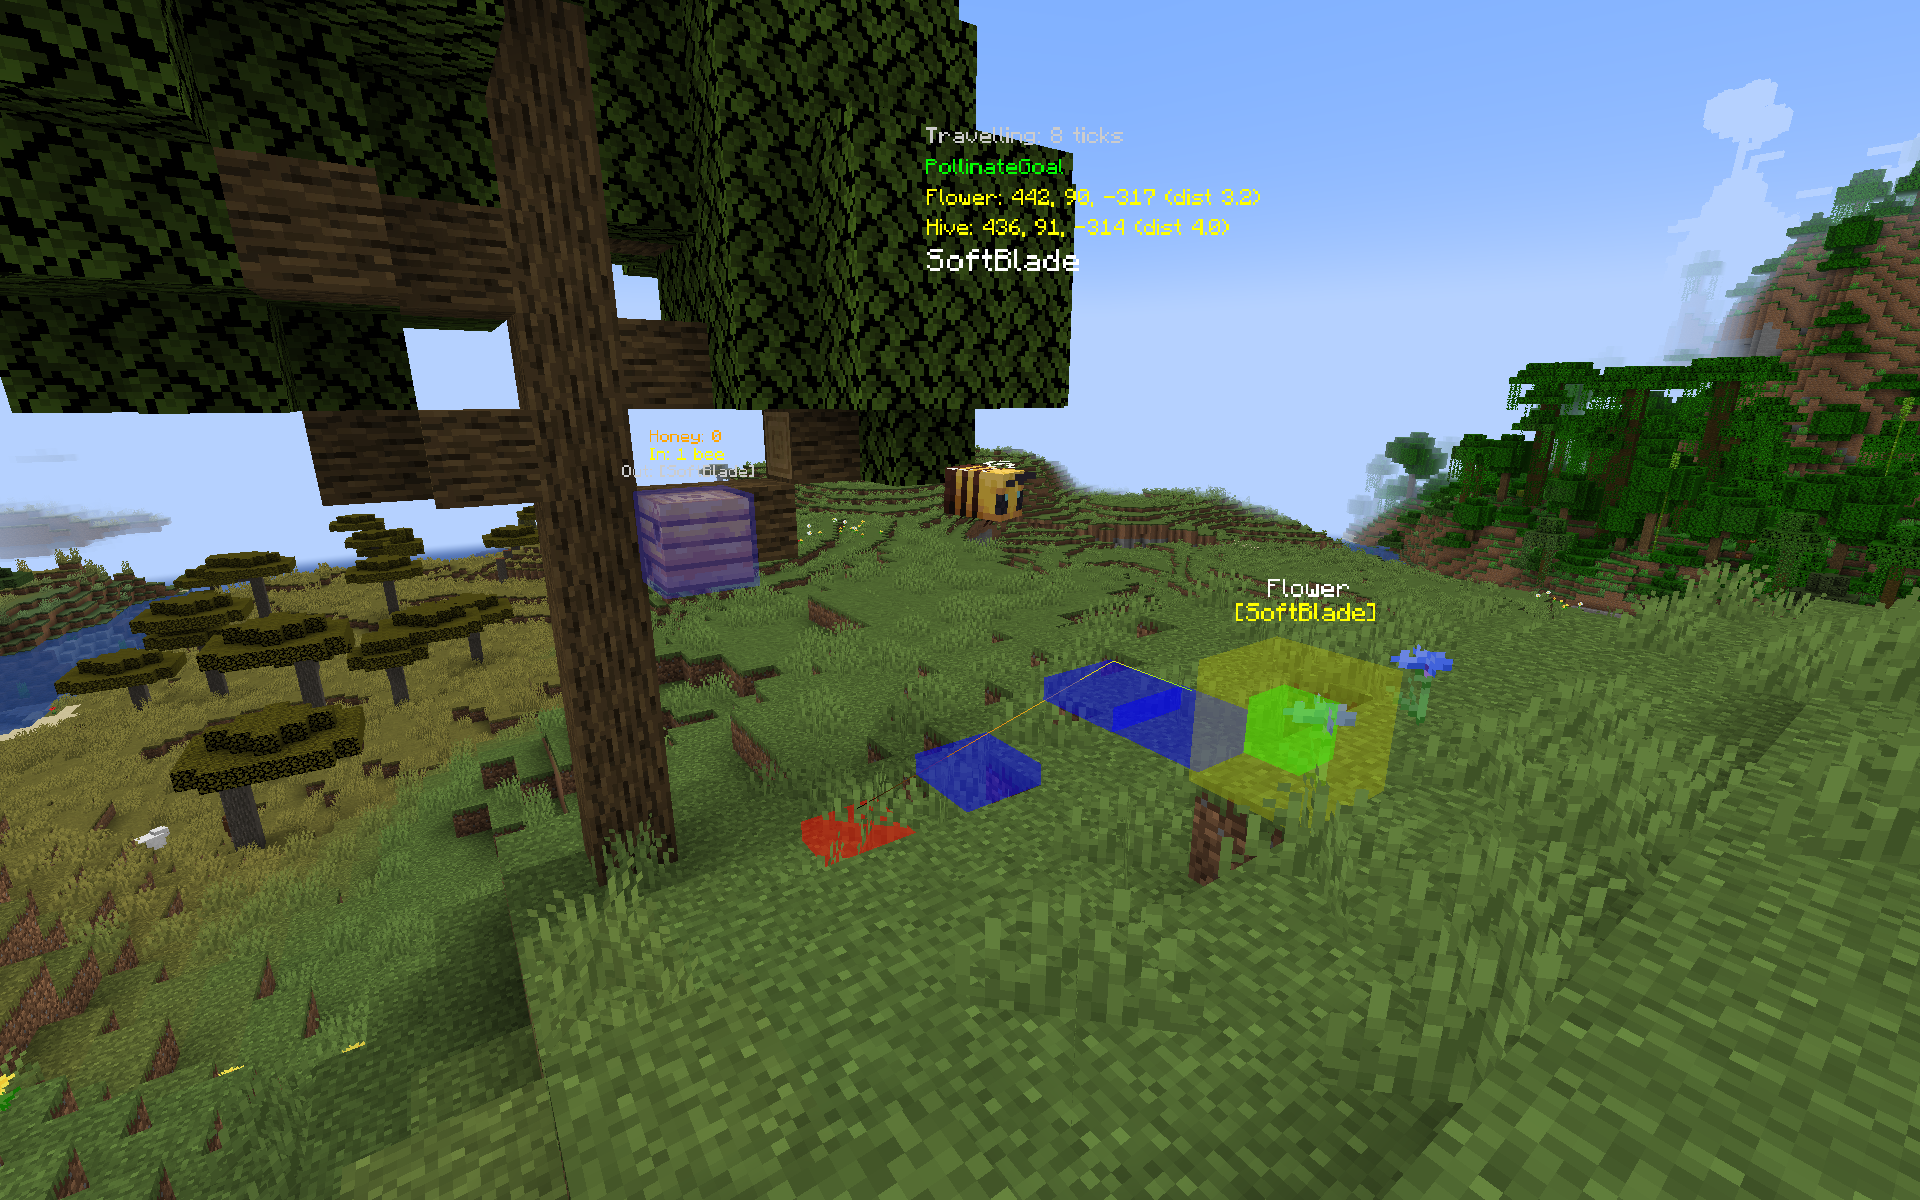 Travelling: 8 ticks
PollinateGoal
Flower: 442, 90, -317 (dist 3.2)
Hive: 436, 91, -314 (dist 4.0)
SoftBlade
Honey: 0
In: 1 bee
Flower
[SoftBlade]